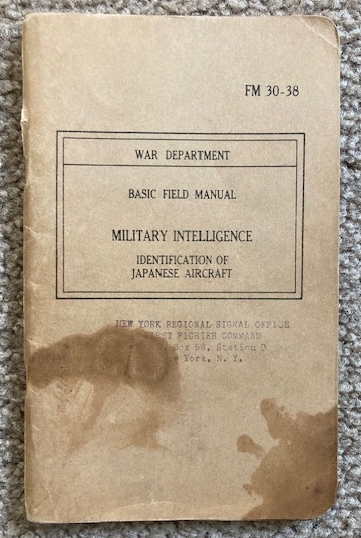 FM 30-38
WAR DEPARTMENT
BASIC FIELD MANUAL
MILITARY INTELLIGENCE
IDENTIFICATION OF
JAPANESE AIRCRAFT
NEW YORK REGIONAL SIGNAL OFFICE
FIRST FIGHTER COMMAND
Station O
York, N. Y.